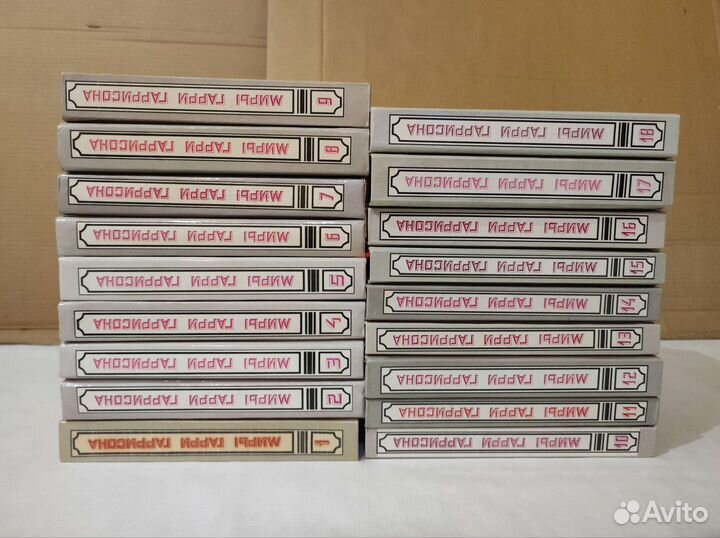 МИРЫ ГАРРИ ГАРРИСОНА 9
МИРЫ ГАРРИ ГАРРИСОНА 8
МИРЫ ГАРРИ ГАРРИСОНА 7
МИРЫ ГАРРИ ГАРРИСОНА 6
МИРЫ ГАРРИ ГАРРИСОНА 5
МИРЫ ГАРРИ ГАРРИСОНА 4
МИРЫ ГАРРИ ГАРРИСОНА 3
МИРЫ ГАРРИ ГАРРИСОНА 2
МИРЫ ГАРРИ ГАРРИСОНА 1
МИРЫ ГАРРИ ГАРРИСОНА 18
МИРЫ ГАРРИ ГАРРИСОНА 17
МИРЫ ГАРРИ ГАРРИСОНА 16
МИРЫ ГАРРИ ГАРРИСОНА 15
МИРЫ ГАРРИ ГАРРИСОНА 14
МИРЫ ГАРРИ ГАРРИСОНА 13
МИРЫ ГАРРИ ГАРРИСОНА 12
МИРЫ ГАРРИ ГАРРИСОНА 11
МИРЫ ГАРРИ ГАРРИСОНА 10
Avito